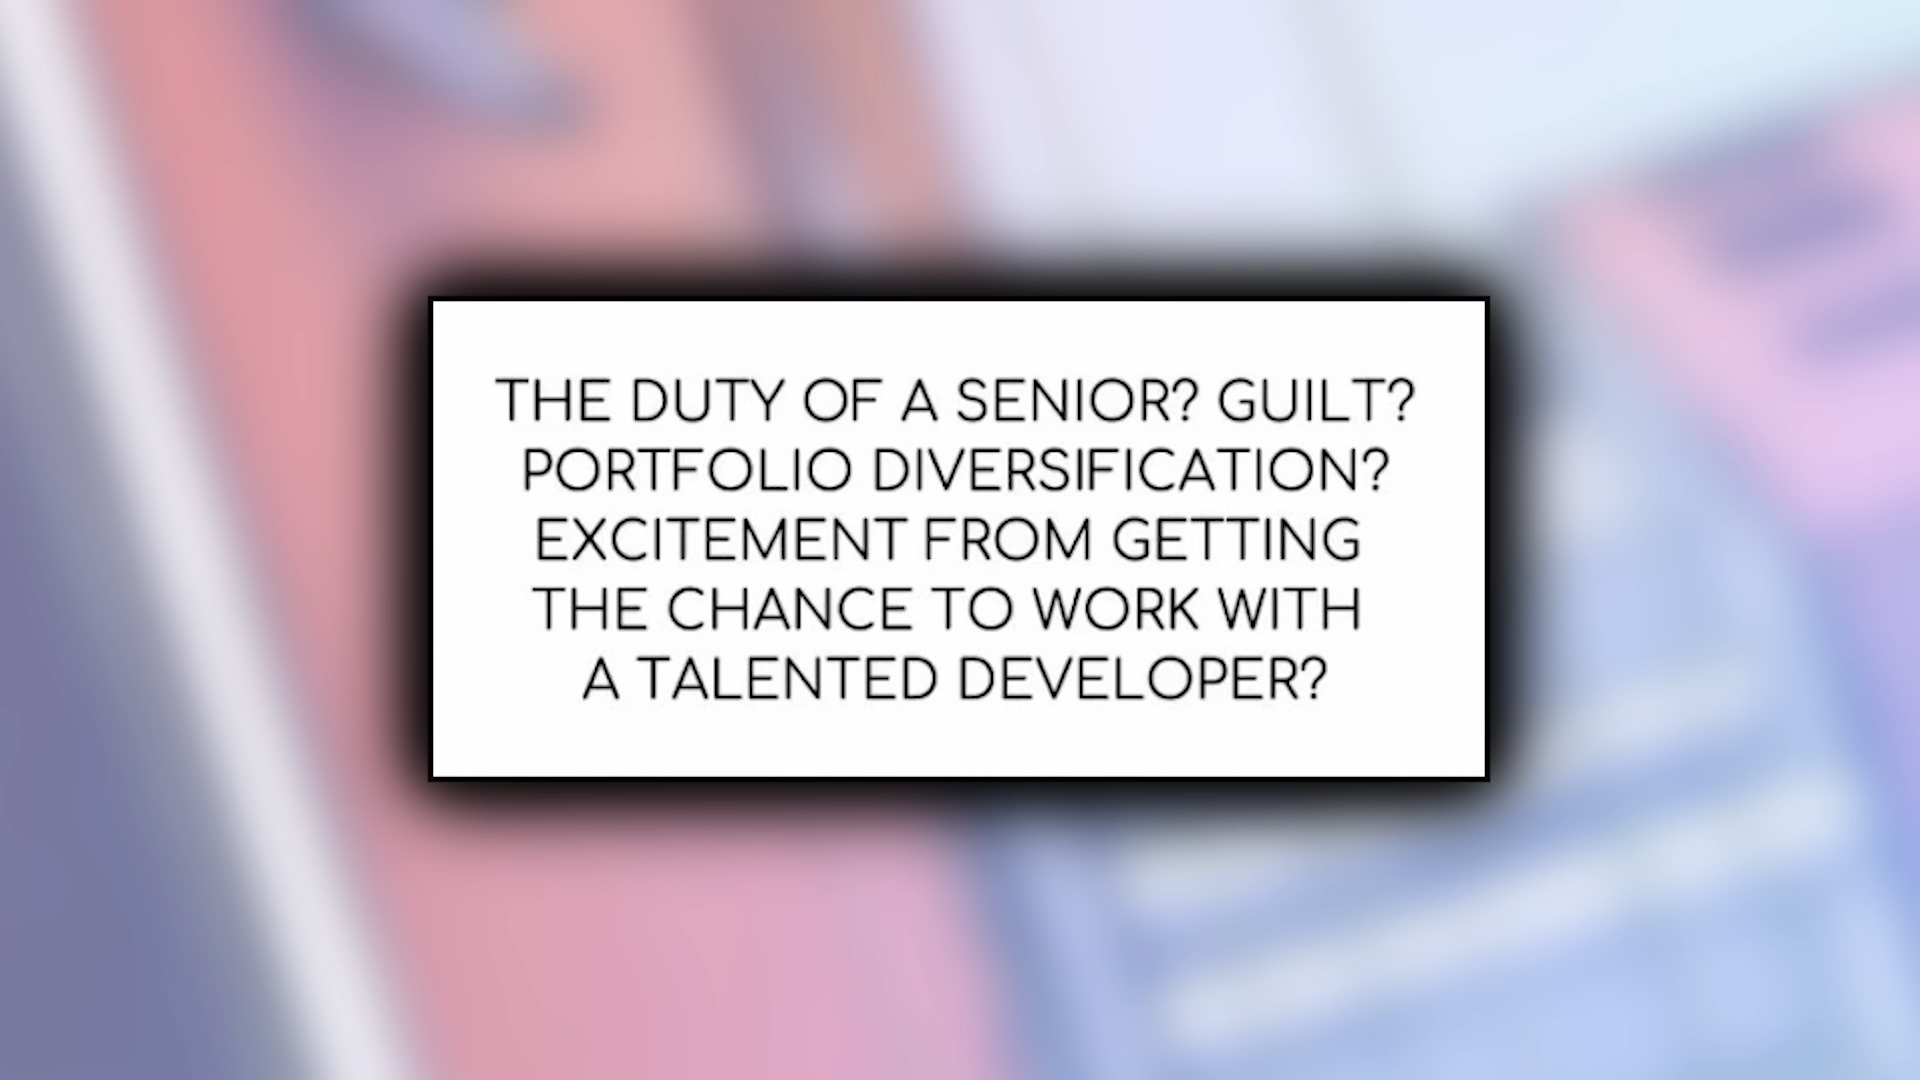 THE DUTY OF A SENIOR? GUILT?
PORTFOLIO DIVERSIFICATION?
EXCITEMENT FROM GETTING
THE CHANCE TO WORK WITH
A TALENTED DEVELOPER?